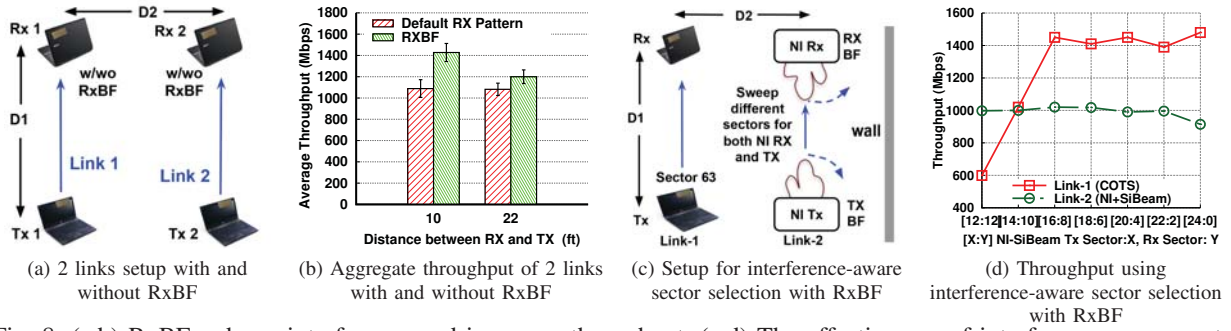 D2
Rx 1
Rx 2
w/wo
RxBF
w/wo
RxBF
D1
Link 1
Link 2
Tx 1
Tx 2
(a) 2 links setup with and
without RxBF
Average Throughput (Mbps)
1800
1600
1400
1200
1000
800
600
400
200
0
Default RX Pattern
RXBF
10
22
Distance between RX and TX (ft)
(b) Aggregate throughput of 2 links
with and without RxBF
D2
Rx
NI Rx
RX
BF
D1
Sweep
different
sectors for
both NI RX
and TX
wall
Sector 63
Tx
NI Tx
TX
BF
Link-1
Link-2
(c) Setup for interference-aware
sector selection with RxBF
Throughput (Mbps)
1600
1400
1200
1000
800
600
400
Link-1 (COTS)
Link-2 (NI+SiBeam)
[12:12] [14:10] [16:8] [18:6] [20:4] [22:2] [24:0]
[X:Y] NI-SiBeam Tx Sector:X, Rx Sector: Y
(d) Throughput using
interference-aware sector selection
with RxBF